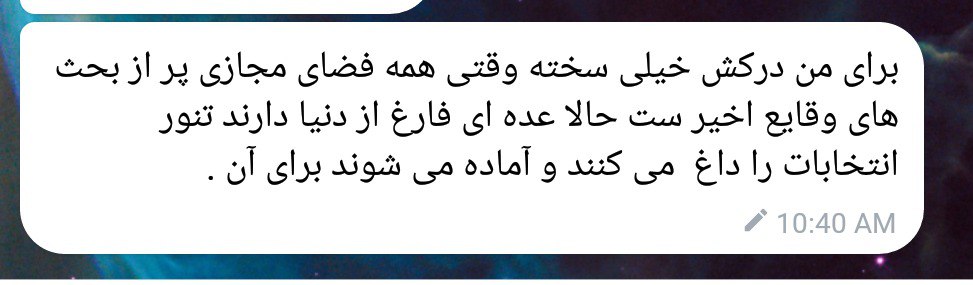 برای من درکش خیلی سخته وقتی همه فضای مجازی پر از بحث
های وقایع اخیر ست حالا عده ای فارغ از دنیا دارند تنور
انتخابات را داغ  می کنند و آماده می شوند برای آن .
10:40 AM